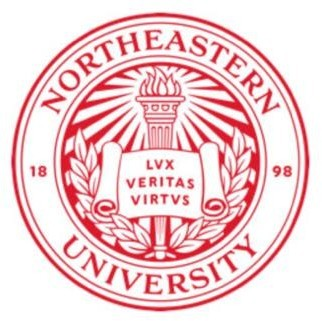 NORTHEASTERN
18 98
LVX
VERITAS
VIRTVS
UNIVERSITY